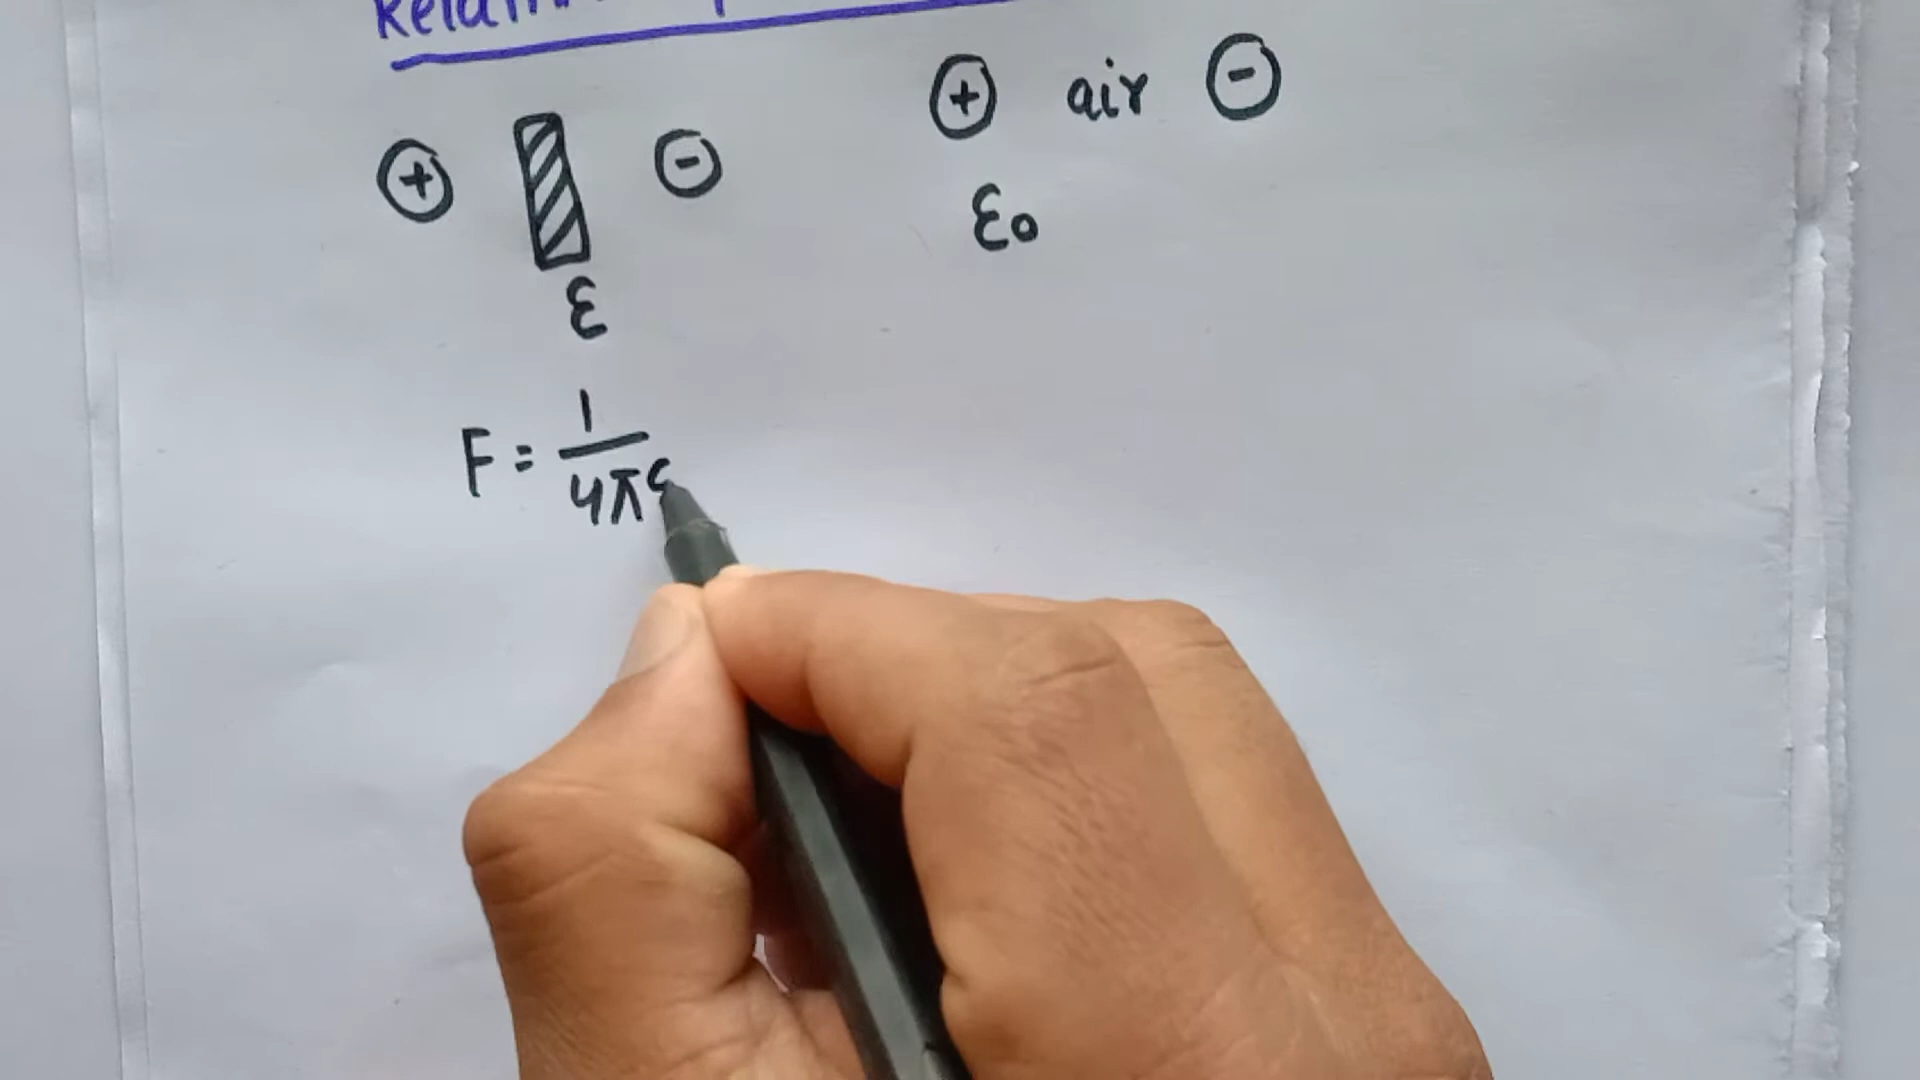 + - + air -
ε ε0
F = 1/4π